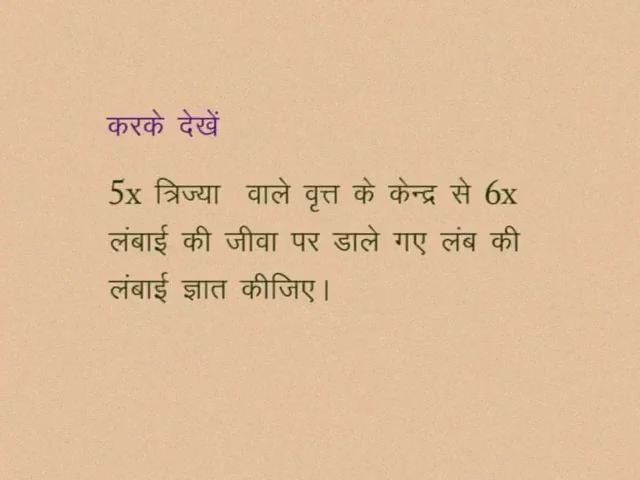 करके देखें
5x त्रिज्या वाले वृत्त के केन्द्र से 6x
लंबाई की जीवा पर डाले गए लंब की
लंबाई ज्ञात कीजिए।